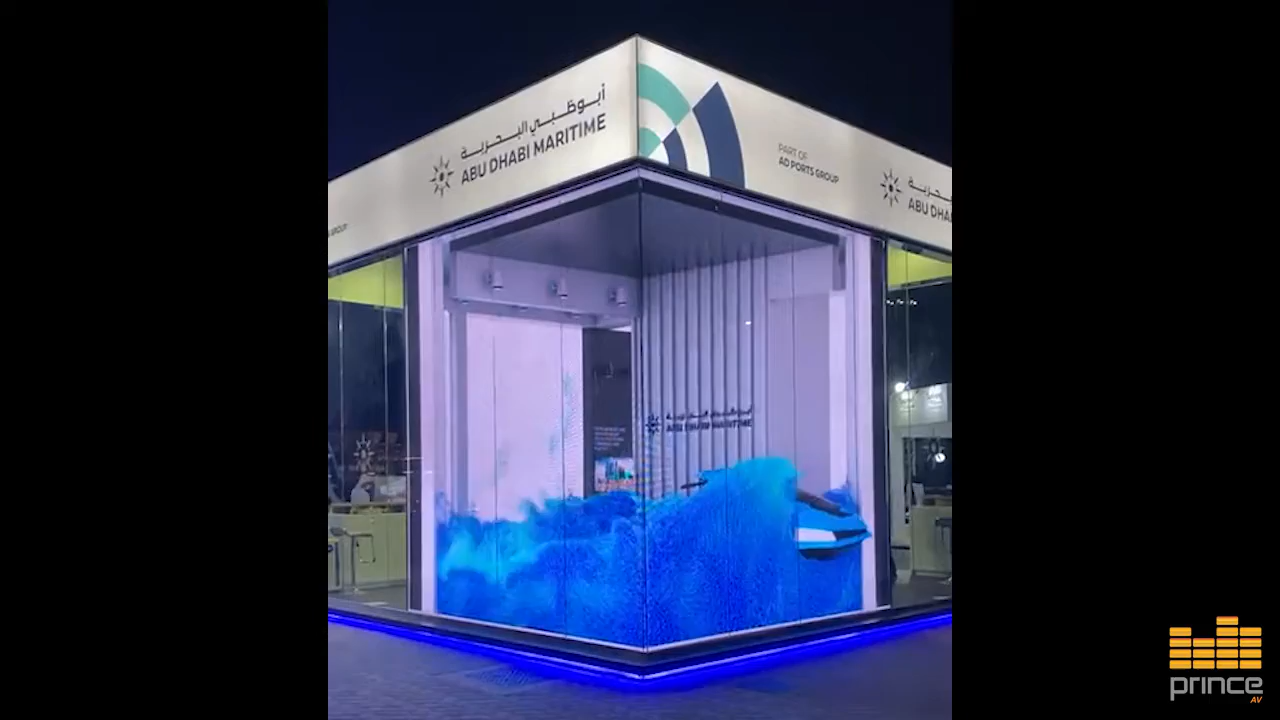 أبوظبي البحرية
ABU DHABI MARITIME
PART OF
AD PORTS GROUP
ABU DHABI MARITIME
prince
AV